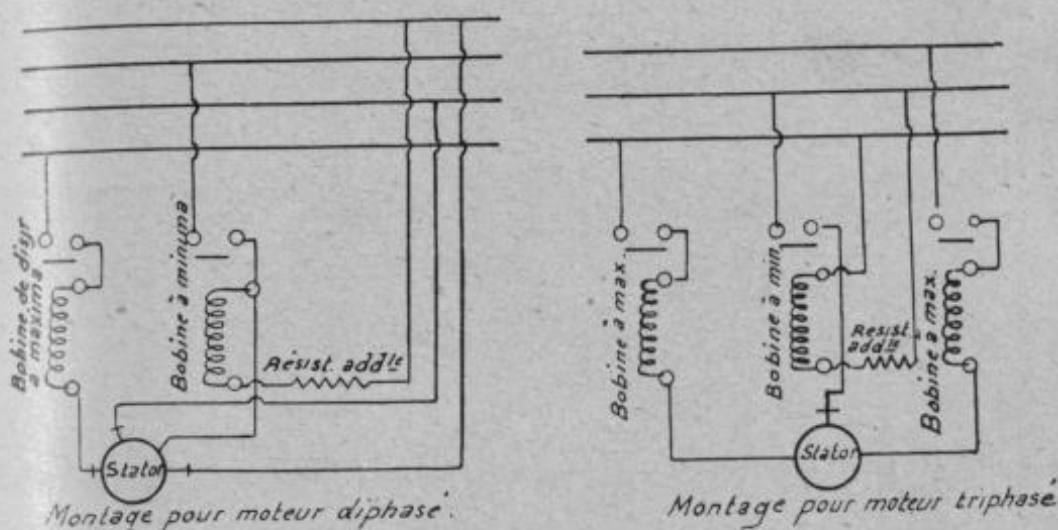 Bobine de disjr
a maxima
Bobine à minima
Résist. addle
Stator
Montage pour moteur diphasé.
Bobine à max.
Bobine à min.
Resist.
addle
Bobine à max.
Stator
Montage pour moteur triphasé